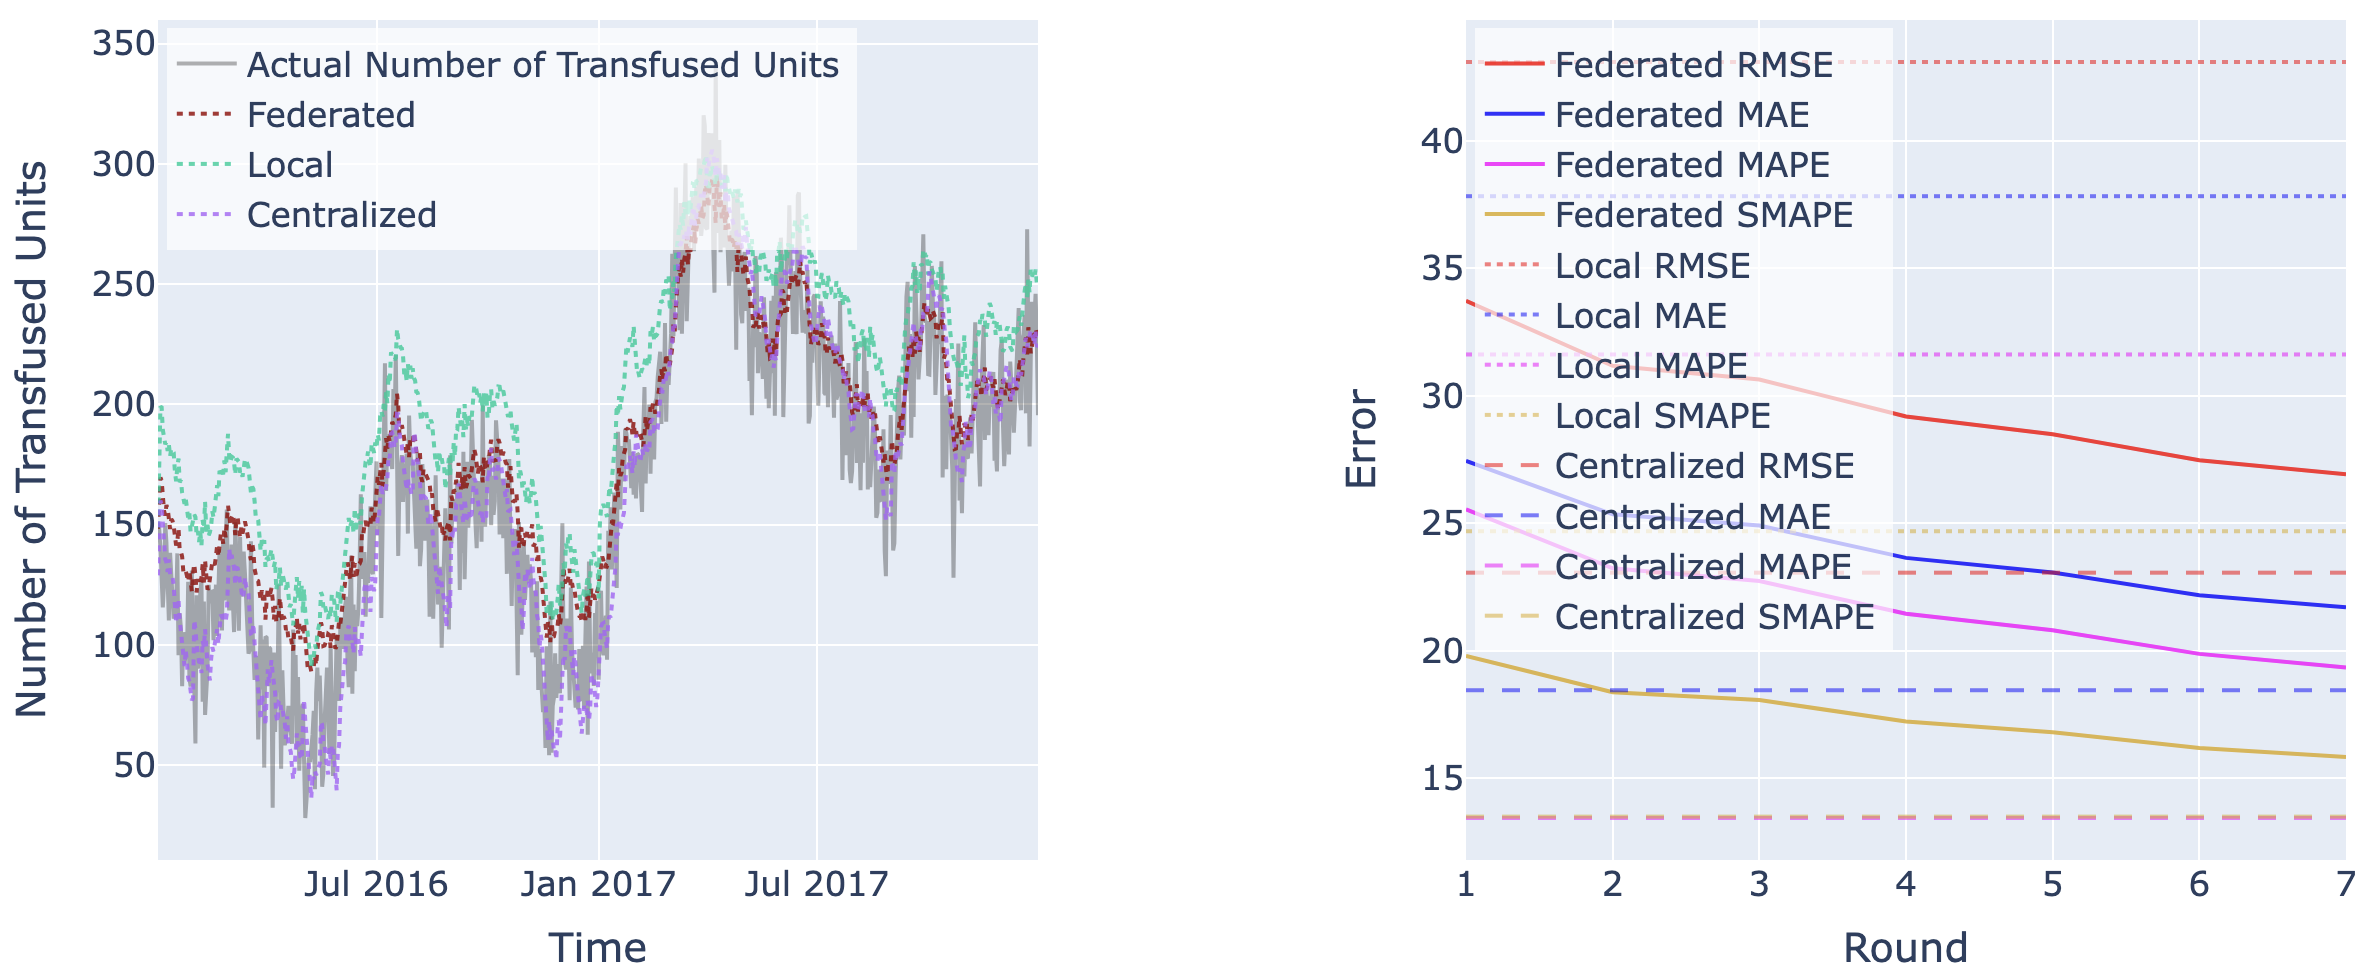 Number of Transfused Units
350
300
250
200
150
100
50
Actual Number of Transfused Units
Federated
Local
Centralized
Jul 2016
Jan 2017
Jul 2017
Time
Error
40
35
30
25
20
15
Federated RMSE
Federated MAE
Federated MAPE
Federated SMAPE
Local RMSE
Local MAE
Local MAPE
Local SMAPE
Centralized RMSE
Centralized MAE
Centralized MAPE
Centralized SMAPE
1
2
3
4
5
6
7
Round